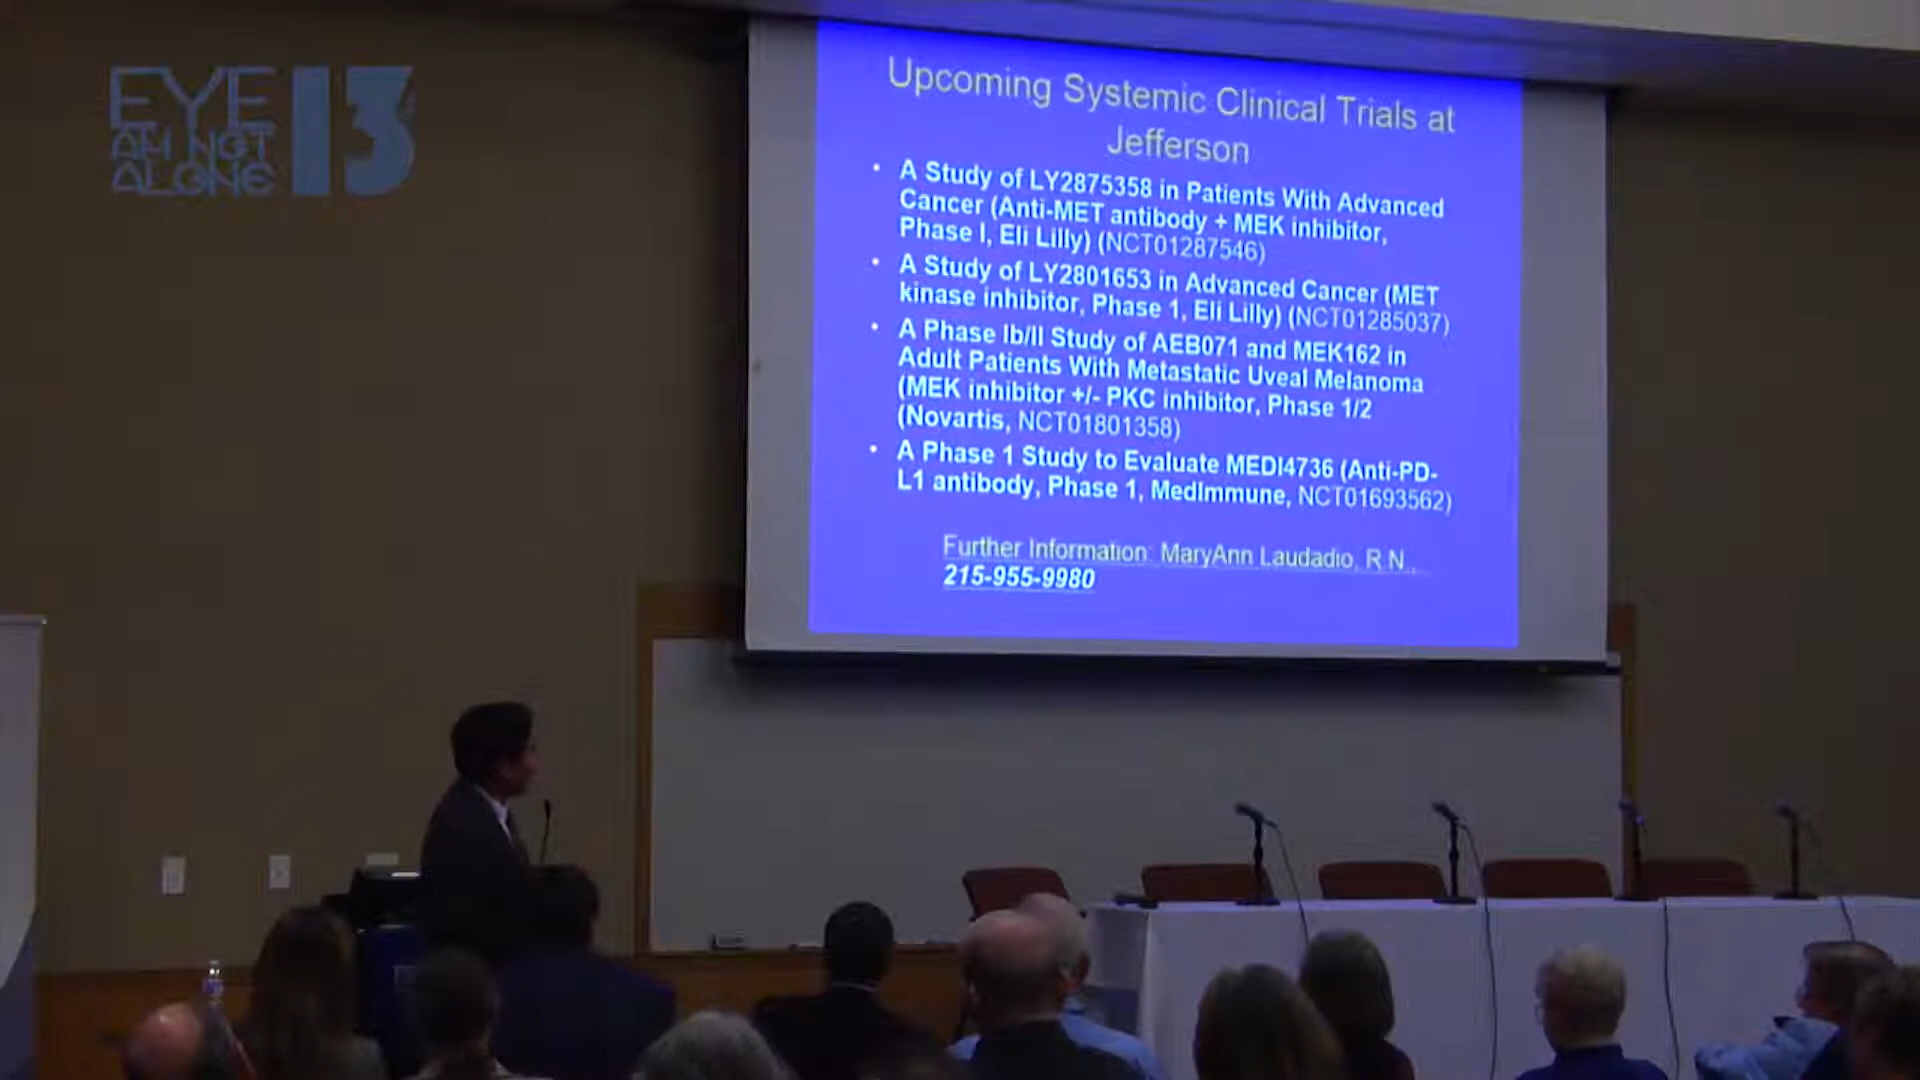 EYE
AM NOT
ALONE
13
Upcoming Systemic Clinical Trials at
Jefferson
• A Study of LY2875358 in Patients With Advanced
Cancer (Anti-MET antibody + MEK inhibitor,
Phase I, Eli Lilly) (NCT01287546)
• A Study of LY2801653 in Advanced Cancer (MET
kinase inhibitor, Phase 1, Eli Lilly) (NCT01285037)
• A Phase Ib/II Study of AEB071 and MEK162 in
Adult Patients With Metastatic Uveal Melanoma
(MEK inhibitor +/- PKC inhibitor, Phase 1/2
(Novartis, NCT01801358)
• A Phase 1 Study to Evaluate MEDI4736 (Anti-PD-
L1 antibody, Phase 1, MedImmune, NCT01693562)
Further Information: MaryAnn Laudadio, R.N.,
215-955-9980